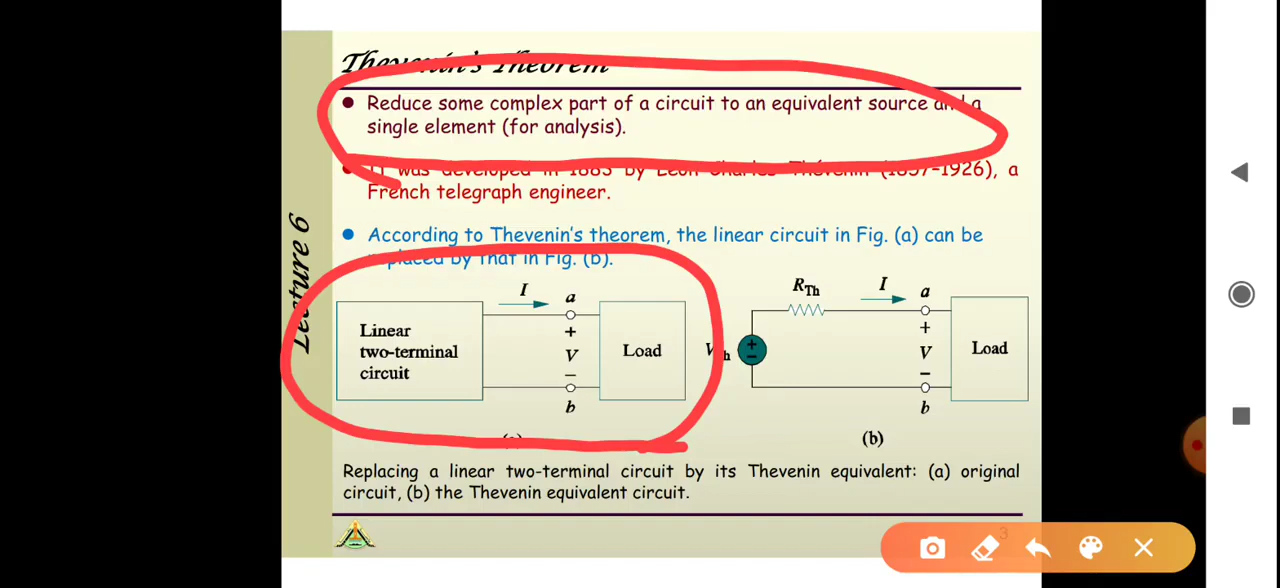 Thevenin's Theorem
Reduce some complex part of a circuit to an equivalent source and a
single element (for analysis).
It was developed in 1883 by Leon Charles Thévenin (1857–1926), a
French telegraph engineer.
According to Thevenin's theorem, the linear circuit in Fig. (a) can be
replaced by that in Fig. (b).
Lecture 6
Linear
two-terminal
circuit
I
a
+
V
−
b
Load
R Th
I
a
+
V
−
b
+
−
Load
(b)
Replacing a linear two-terminal circuit by its Thevenin equivalent: (a) original
circuit, (b) the Thevenin equivalent circuit.
3